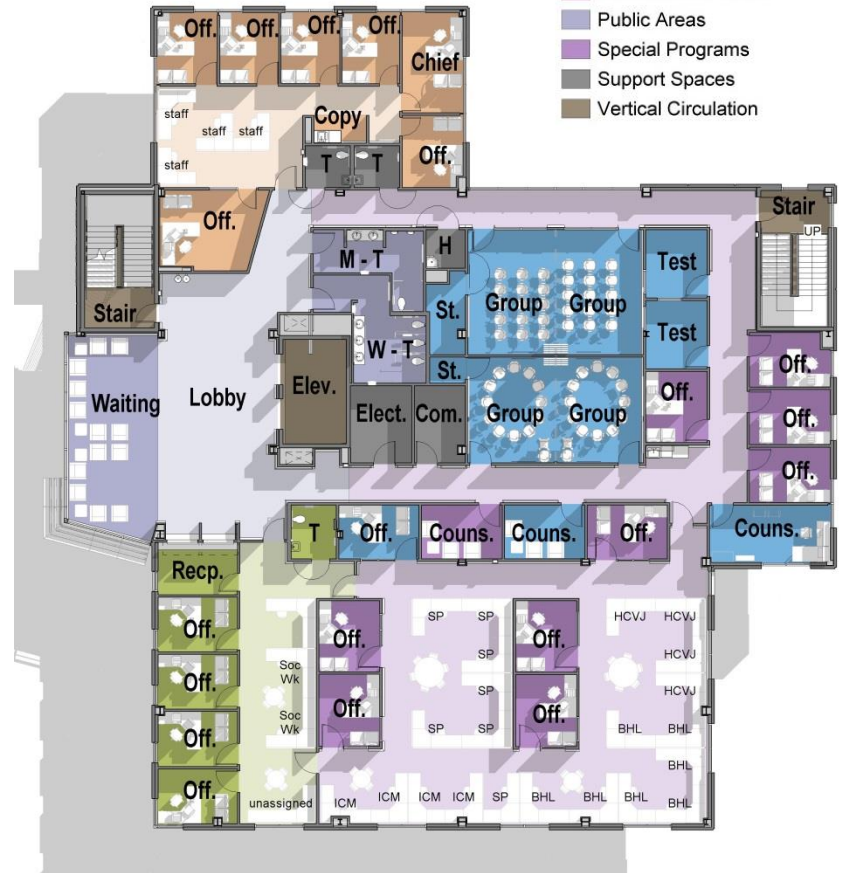 Public Areas
Special Programs
Support Spaces
Vertical Circulation
Off. Off. Off. Off.
Chief
staff
staff staff
staff
Copy
Off.
T T
Off.
Stair
UP
M - T
H
St.
Group Group
Test
Test
Stair
W - T
St.
Off.
Waiting
Lobby
Elev.
Elect. Com.
Group Group
Off.
Off.
Off.
T
Off.
Couns.
Couns.
Off.
Couns.
Recp.
Off.
Off.
Off.
Off.
Soc
Wk
Soc
Wk
unassigned
Off.
Off.
SP SP
SP
SP
SP SP
Off.
Off.
HCVJ HCVJ
HCVJ
HCVJ
BHL BHL
BHL
BHL
ICM ICM ICM ICM SP BHL BHL BHL